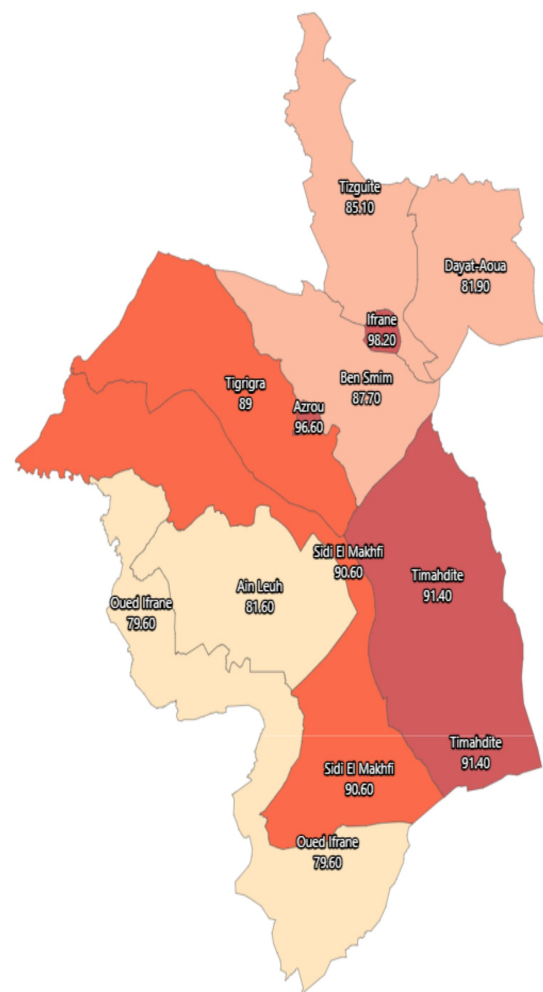 Tizguite
85.10
Dayat-Aoua
81.90
Ifrane
98.20
Ben Smim
87.70
Tigrigra
89
Azrou
96.60
Sidi El Makhfi
90.60
Timahdite
91.40
Ain Leuh
81.60
Oued Ifrane
79.60
Timahdite
91.40
Sidi El Makhfi
90.60
Oued Ifrane
79.60